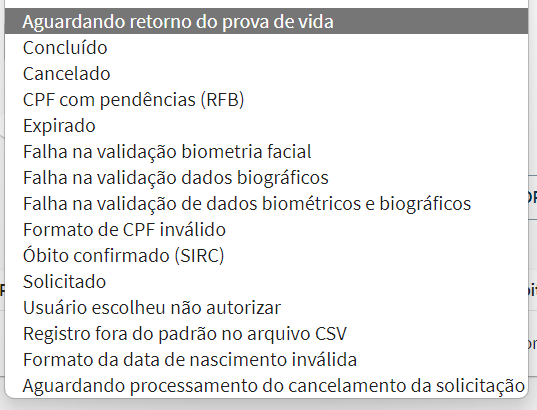 Aguardando retorno do prova de vida
Concluído
Cancelado
CPF com pendências (RFB)
Expirado
Falha na validação biometria facial
Falha na validação dados biográficos
Falha na validação de dados biométricos e biográficos
Formato de CPF inválido
Óbito confirmado (SIRC)
Solicitado
Usuário escolheu não autorizar
Registro fora do padrão no arquivo CSV
Formato da data de nascimento inválida
Aguardando processamento do cancelamento da solicitação